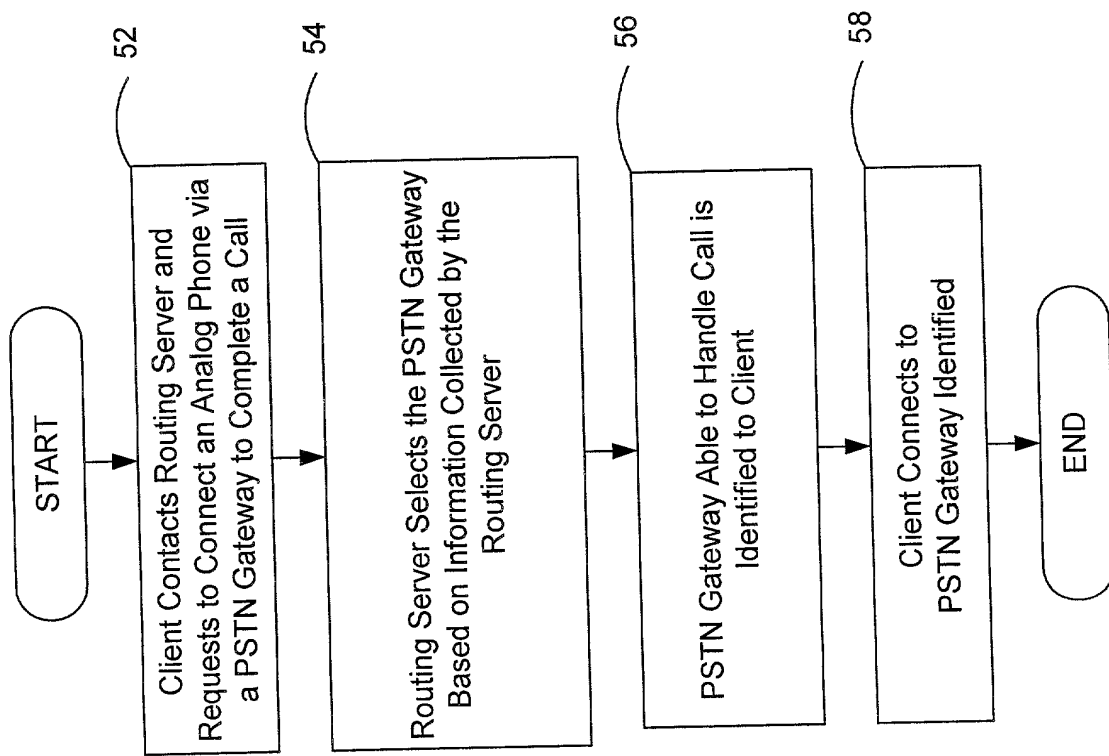 START
52
Client Contacts Routing Server and
Requests to Connect an Analog Phone via
a PSTN Gateway to Complete a Call
54
Routing Server Selects the PSTN Gateway
Based on Information Collected by the
Routing Server
56
PSTN Gateway Able to Handle Call is
Identified to Client
58
Client Connects to
PSTN Gateway Identified
END